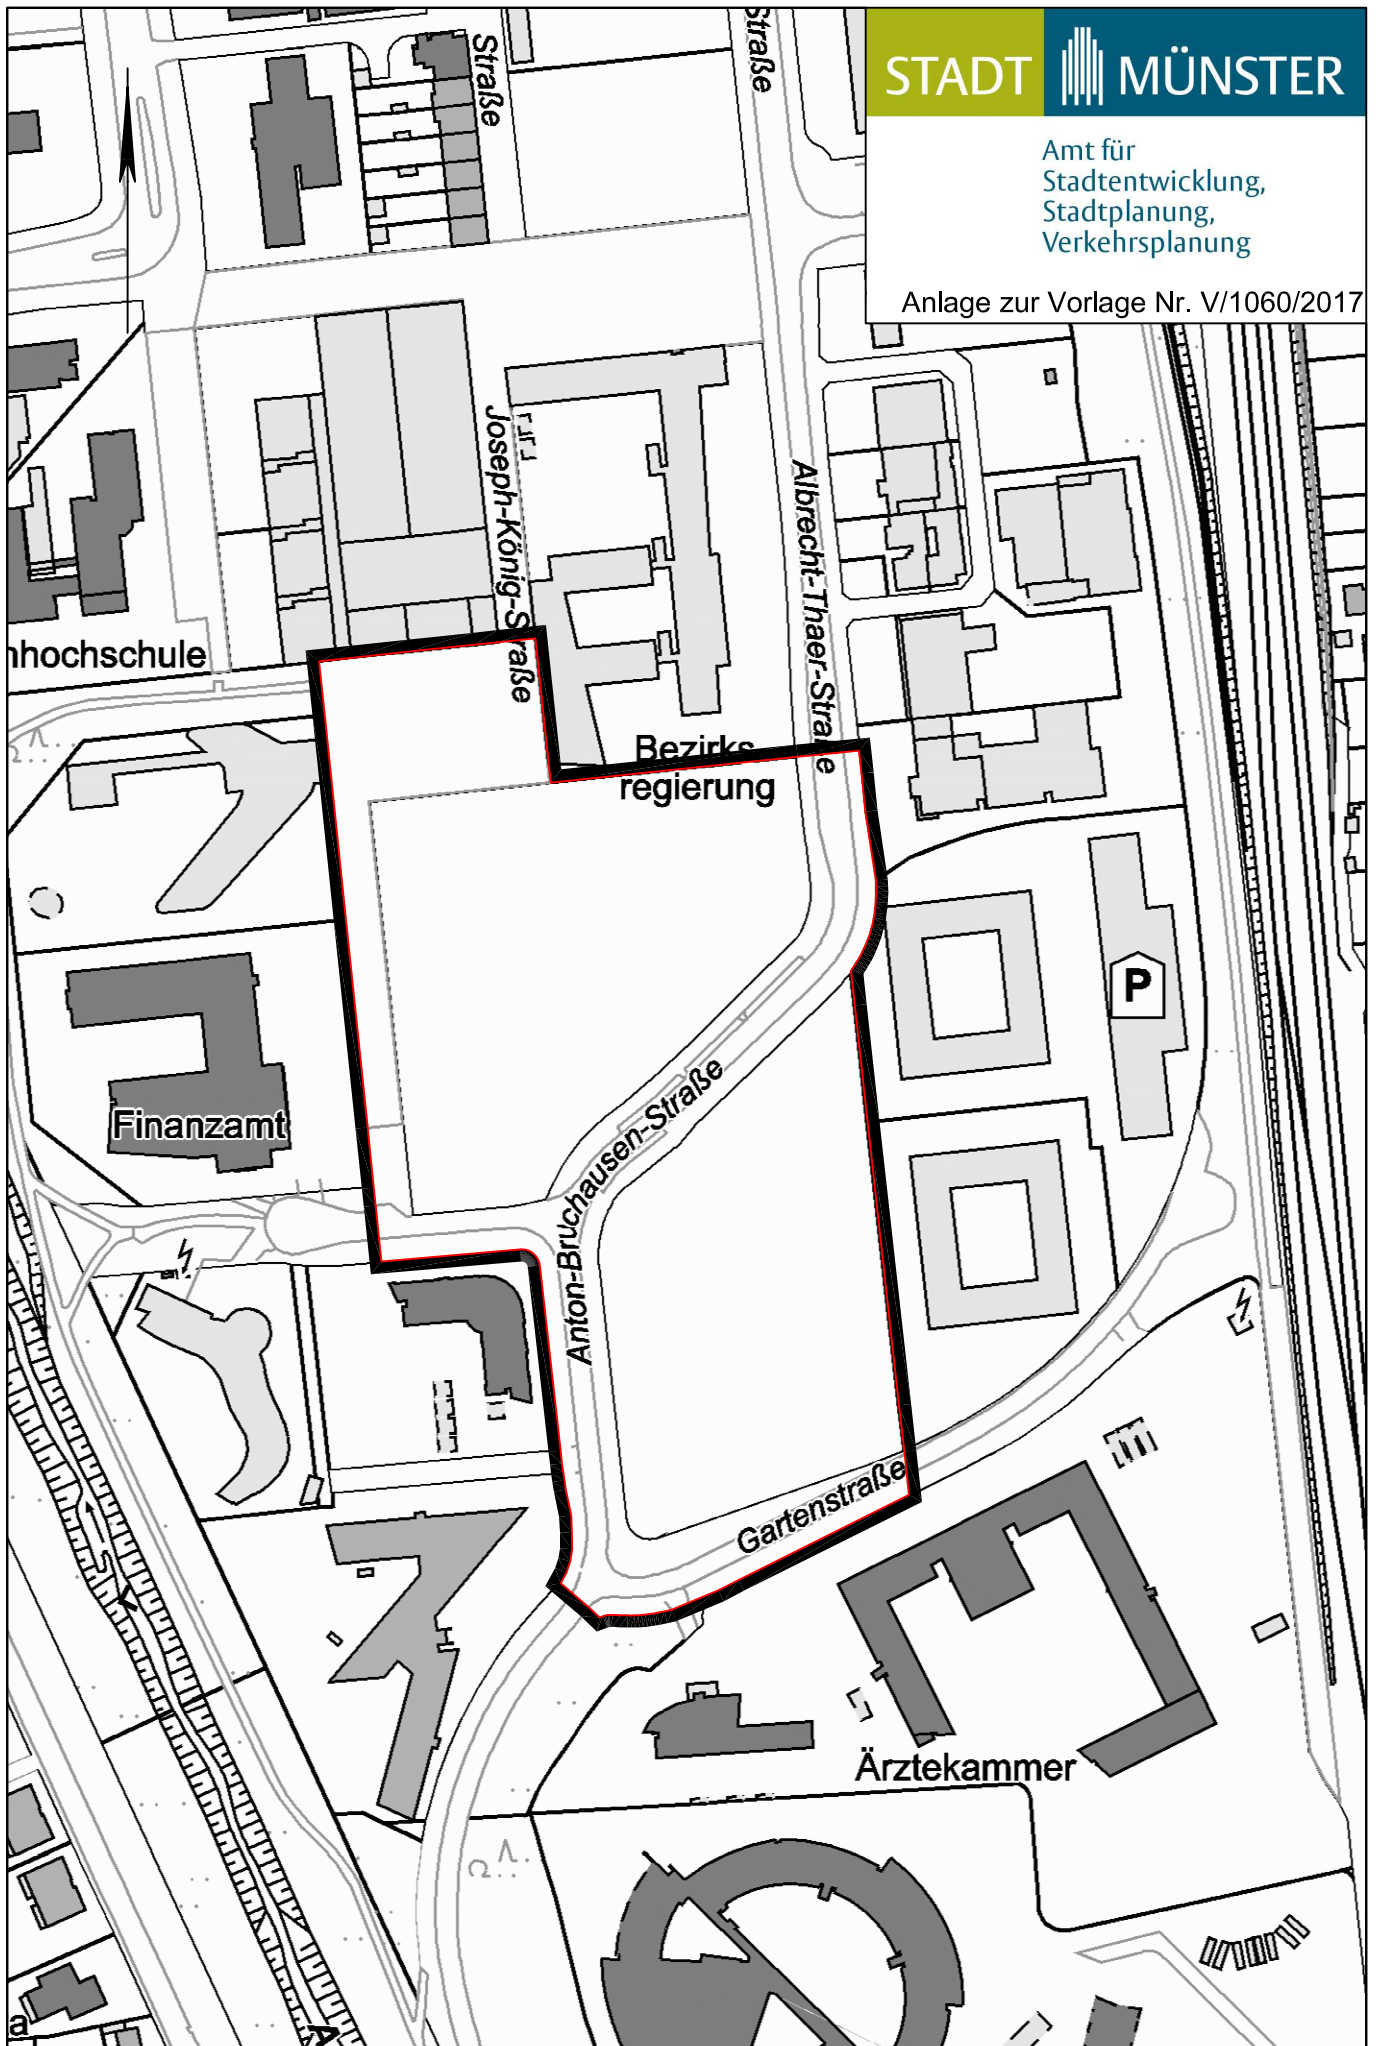 Straße
Straße
STADT MÜNSTER
Amt für
Stadtentwicklung,
Stadtplanung,
Verkehrsplanung
Anlage zur Vorlage Nr. V/1060/2017
Joseph-König-Straße
Albrecht-Thaer-Straße
nhochschule
Bezirks
regierung
P
Finanzamt
Anton-Bruchausen-Straße
Gartenstraße
Ärztekammer
a
A